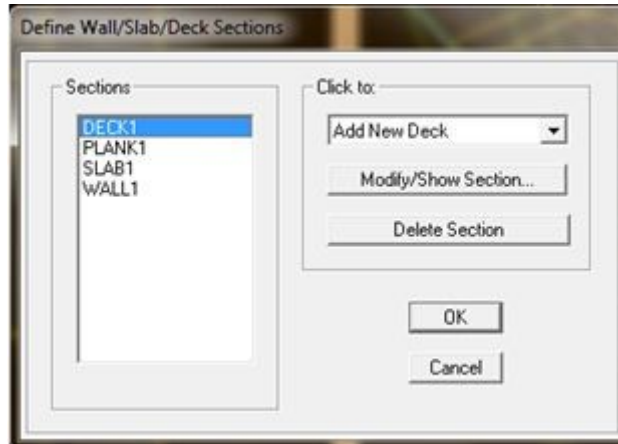 Define Wall/Slab/Deck Sections
Sections
DECK1
PLANK1
SLAB1
WALL1
Click to:
Add New Deck
Modify/Show Section...
Delete Section
OK
Cancel